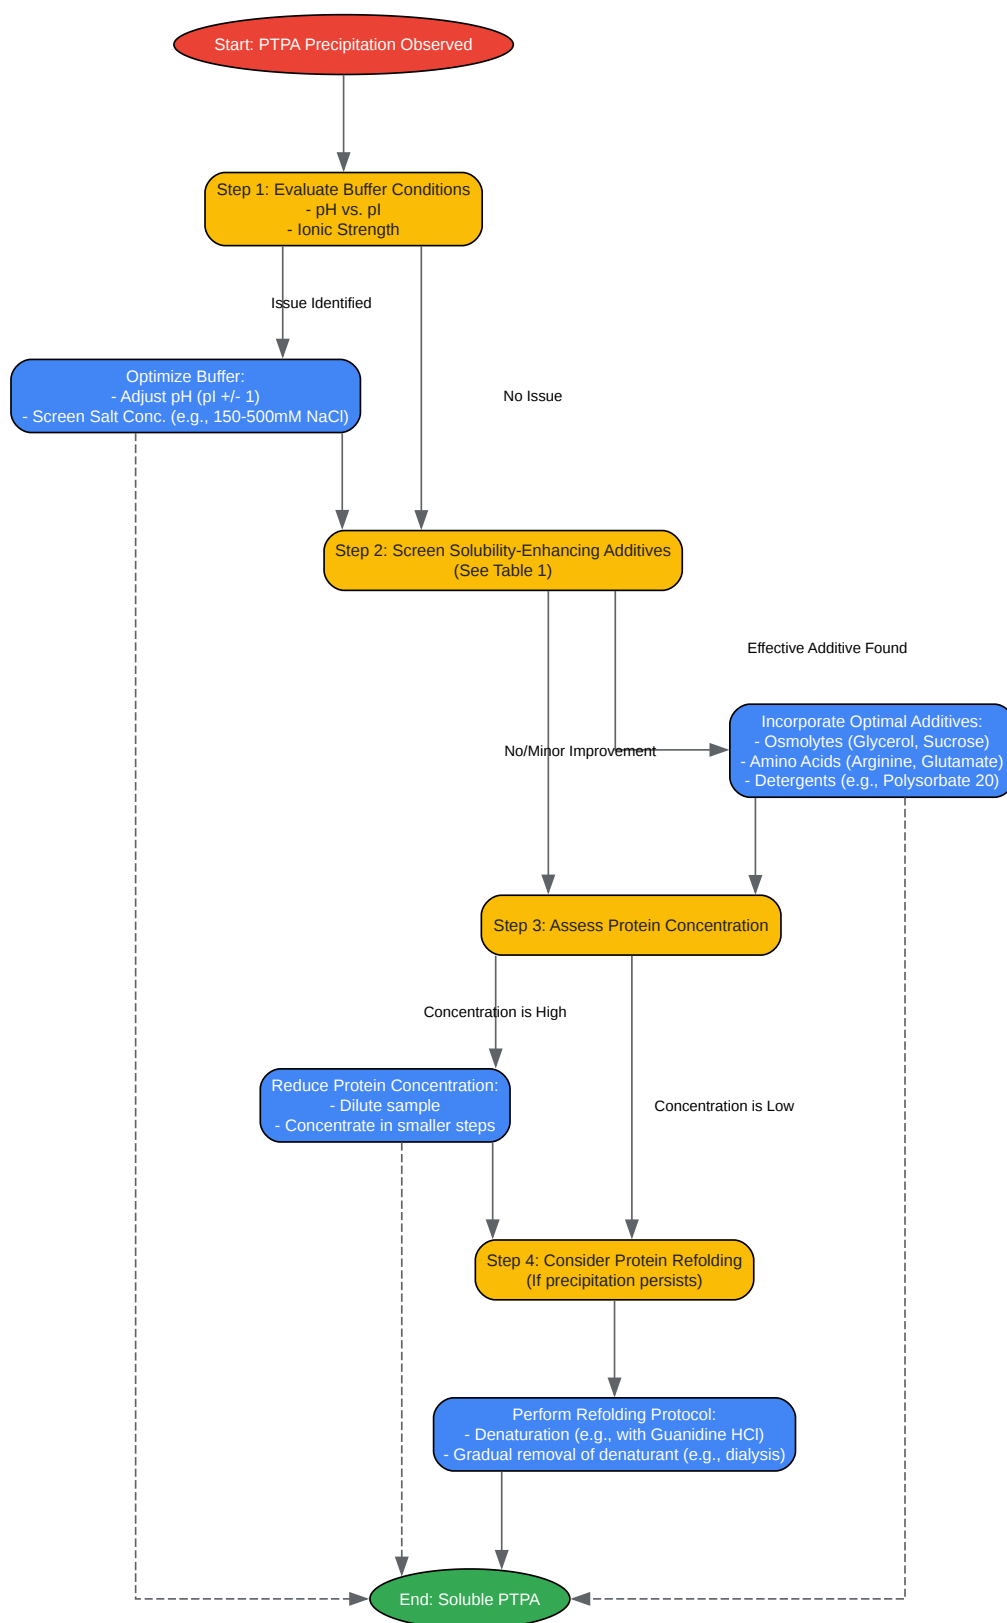 Start: PTPA Precipitation Observed
Step 1: Evaluate Buffer Conditions
- pH vs. pI
- Ionic Strength
Issue Identified
Optimize Buffer:
- Adjust pH (pI +/- 1)
- Screen Salt Conc. (e.g., 150-500mM NaCl)
No Issue
Step 2: Screen Solubility-Enhancing Additives
(See Table 1)
Effective Additive Found
No/Minor Improvement
Incorporate Optimal Additives:
- Osmolytes (Glycerol, Sucrose)
- Amino Acids (Arginine, Glutamate)
- Detergents (e.g., Polysorbate 20)
Step 3: Assess Protein Concentration
Concentration is High
Reduce Protein Concentration:
- Dilute sample
- Concentrate in smaller steps
Concentration is Low
Step 4: Consider Protein Refolding
(If precipitation persists)
Perform Refolding Protocol:
- Denaturation (e.g., with Guanidine HCl)
- Gradual removal of denaturant (e.g., dialysis)
End: Soluble PTPA